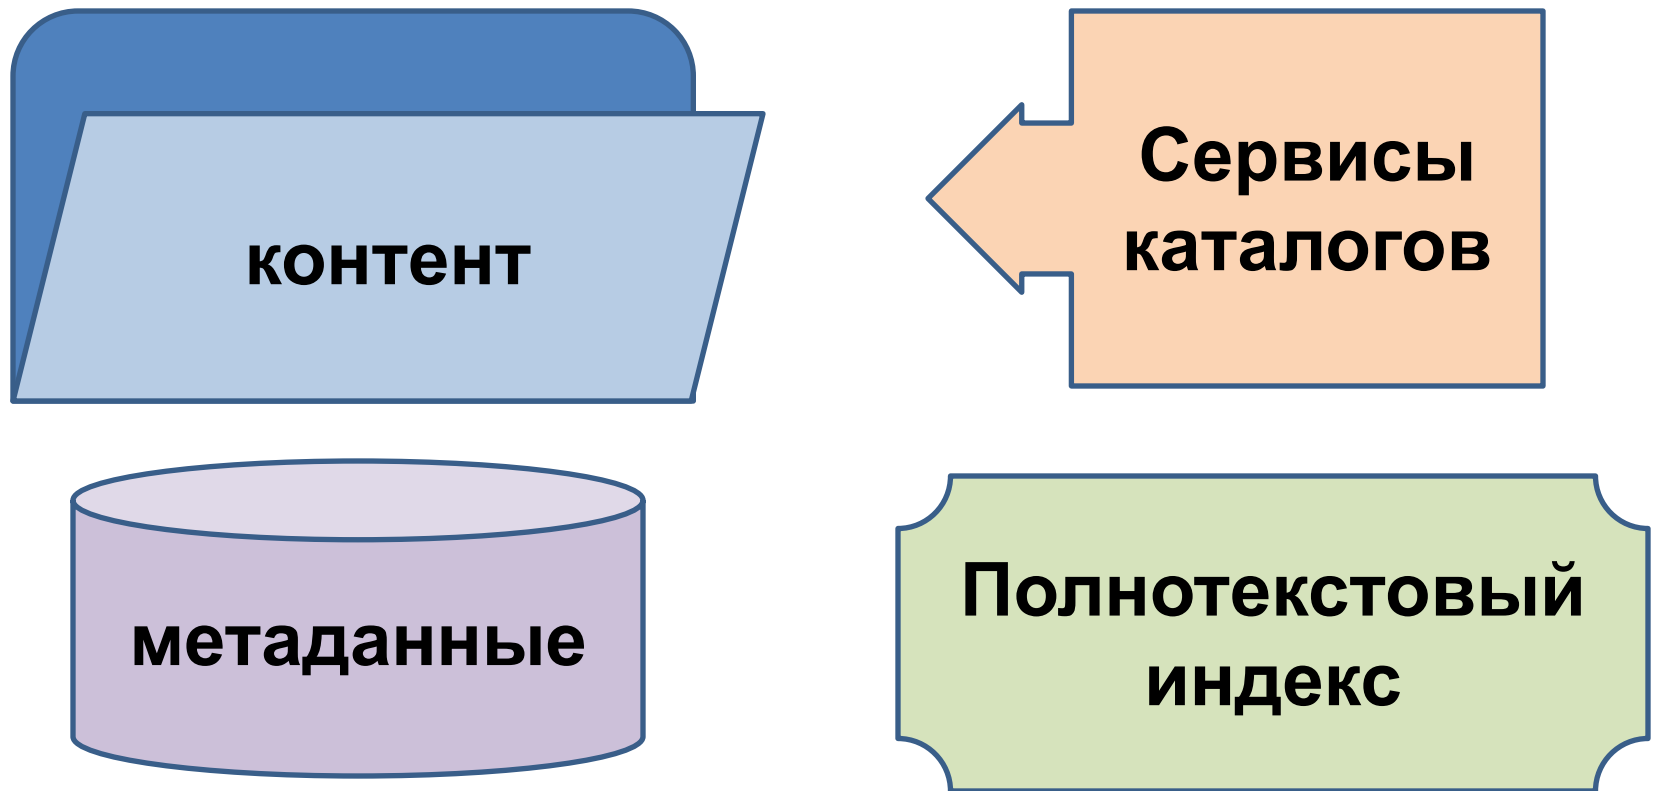 контент
Сервисы
каталогов
метаданные
Полнотекстовый
индекс